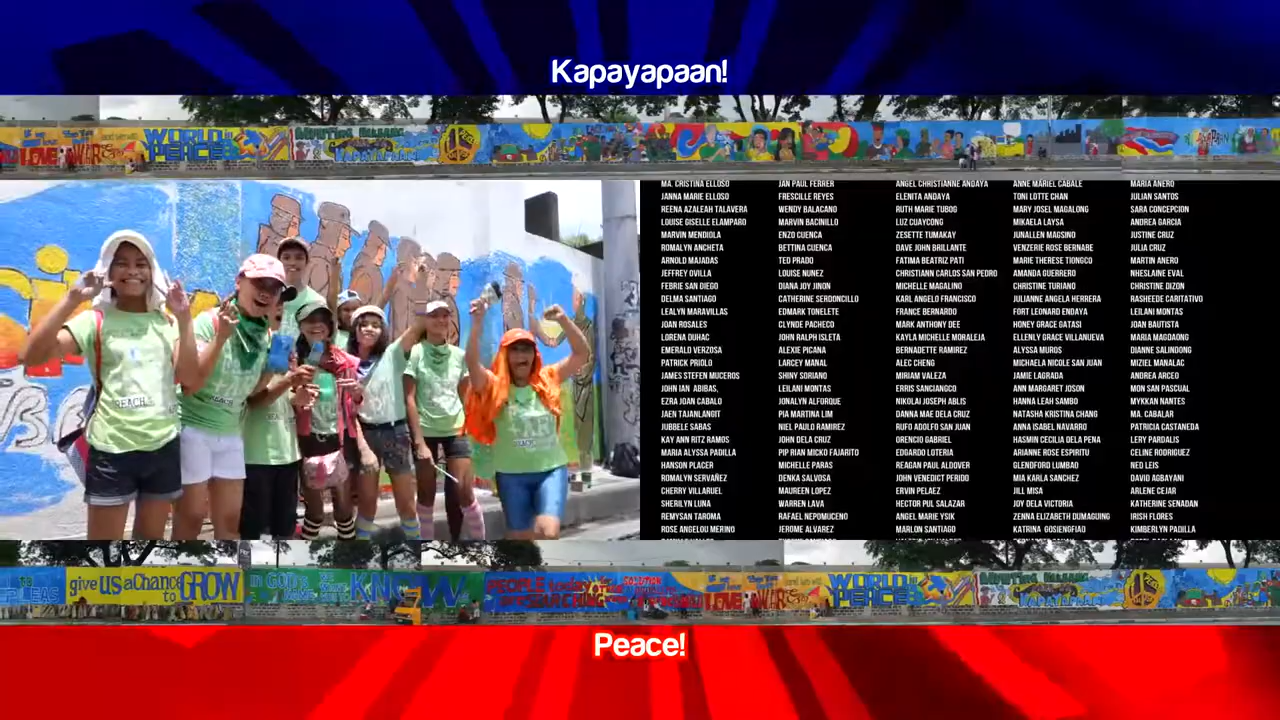 Kapayapaan!
LOVE
WAR
WORLD in
PEACE
KAPAYAPAAN
MA. CRISTINA ELLOSO JAN PAUL FERRER ANGEL CHRISTIANNE ANDAYA ANNE MARIEL CABALE MARIA ANERO
JANNA MARIE ELLOSO FRESCILLE REYES ELENITA ANDAYA TONI LOTTE CHAN JULIAN SANTOS
REENA AZALEAH TALAVERA WENDY BALACANO RUTH MARIE TUBOG MARY JOSEL MAGALONG SARA CONCEPCION
LOUISE GISELLE ELAMPARO MARVIN BACINILLO LUZ CUAYCONG MIKAELA LAYSA ANDREA GARCIA
MARVIN MENDIOLA ENZO CUENCA ZESETTE TUMAKAY JUNALLEN MAGSINO JUSTINE CRUZ
ROMALYN ANCHETA BETTINA CUENCA DAVE JOHN BRILLANTE VENZERIE ROSE BERNABE JULIA CRUZ
ARNOLD MAJADAS TED PRADO FATIMA BEATRIZ PATI MARIE THERESE TIONGCO MARTIN ANERO
JEFFREY OVILLA LOUISE NUNEZ CHRISTIANN CARLOS SAN PEDRO AMANDA GUERRERO NHESLAINE EVAL
FEBRIE SAN DIEGO DIANA JOY JINON MICHELLE MAGALINO CHRISTINE TURIANO CHRISTINE DIZON
DELMA SANTIAGO CATHERINE SERDONCILLO KARL ANGELO FRANCISCO JULIANNE ANGELA HERRERA RASHEEDE CARITATIVO
LEALYN MARAVILLAS EDMARK TONELETE FRANCE BERNARDO FORT LEONARD ENDAYA LEILANI MONTAS
JOAN ROSALES CLYNDE PACHECO MARK ANTHONY DEE HONEY GRACE GATASI JOAN BAUTISTA
LORENA DUHAC JOHN RALPH ISLETA KAYLA MICHELLE MORALEJA ELLENLY GRACE VILLANUEVA MARIA MAGDAONG
EMERALD VERZOSA ALEXIE PICANA BERNADETTE RAMIREZ ALYSSA MUROS DIANNE SALINDONG
PATRICK PRIOLO LARCEY MANAL ALEC CHENG MICHAELA NICOLE SAN JUAN MIZIEL MANALAC
JAMES STEFEN MUCEROS SHINY SORIANO MIRIAM VALEZA JAMIE LAGRADA ANDREA ARCEO
JOHN IAN ABIBAS, LEILANI MONTAS ERRIS SANCIANGCO ANN MARGARET JOSON MON SAN PASCUAL
EZRA JOAN CABALO JONALYN ALFORQUE NIKOLAI JOSEPH ABLIS HANNA LEAH SAMBO MYKKAN NANTES
JAEN TAJANLANGIT PIA MARTINA LIM DANNA MAE DELA CRUZ NATASHA KRISTINA CHANG MA. CABALAR
JUBBELE SABAS NIEL PAULO RAMIREZ RUFO ADOLFO SAN JUAN ANNA ISABEL NAVARRO PATRICIA CASTANEDA
KAY ANN RITZ RAMOS JOHN DELA CRUZ ORENCIO GABRIEL HASMIN CECILIA DELA PENA LERY PARDALIS
MARIA ALYSSA PADILLA PIP RIAN MICKO FAJARITO EDGARDO LOTERIA ARIANNE ROSE ESPIRITU CELINE RODRIGUEZ
HANSON PLACER MICHELLE PARAS REAGAN PAUL ALDOVER GLENDFORD LUMBAO NED LEIS
ROMALYN SERVAÑEZ DENKA SALVOSA JOHN VENEDICT PERIDO MIA KARLA SANCHEZ DAVID AGBAYANI
CHERRY VILLARUEL MAUREEN LOPEZ ERVIN PELAEZ JILL MISA ARLENE CEJAR
SHERILYN LUNA WARREN LAVA HECTOR PUL SALAZAR JOY DELA VICTORIA KATHERINE SENADAN
REMYSAN TAROMA RAFAEL NEPOMUCENO ANGEL MARIE YSIK ZENNA ELIZABETH DUMAGUING IRISH FLORES
ROSE ANGELOU MERINO JEROME ALVAREZ MARLON SANTIAGO KATRINA GOSIENGFIAO KIMBERLYN PADILLA
give US a Chance
to GROW
KNOW
PEOPLE
SEARCHING
SOLUTION
LOVE
WAR
WORLD in
PEACE
Peace!